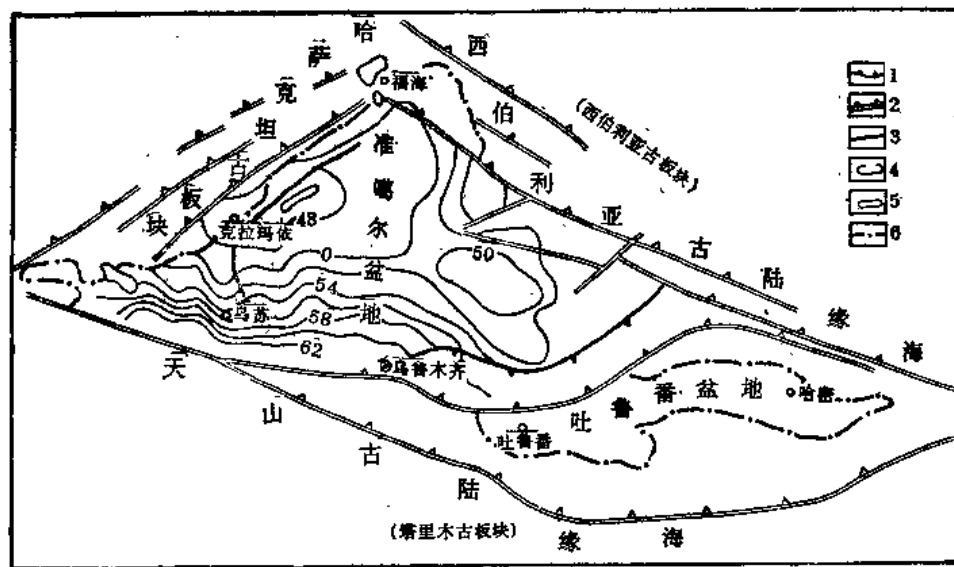 哈萨克坦古板块
西伯利亚古陆缘海
(西伯利亚古板块)
福海
准噶尔盆地
克拉玛依
48
0
54
58
62
50
乌苏
乌鲁木齐
吐鲁番盆地
哈密
吐鲁番
天山古陆缘海
(塔里木古板块)
1
2
3
4
5
6